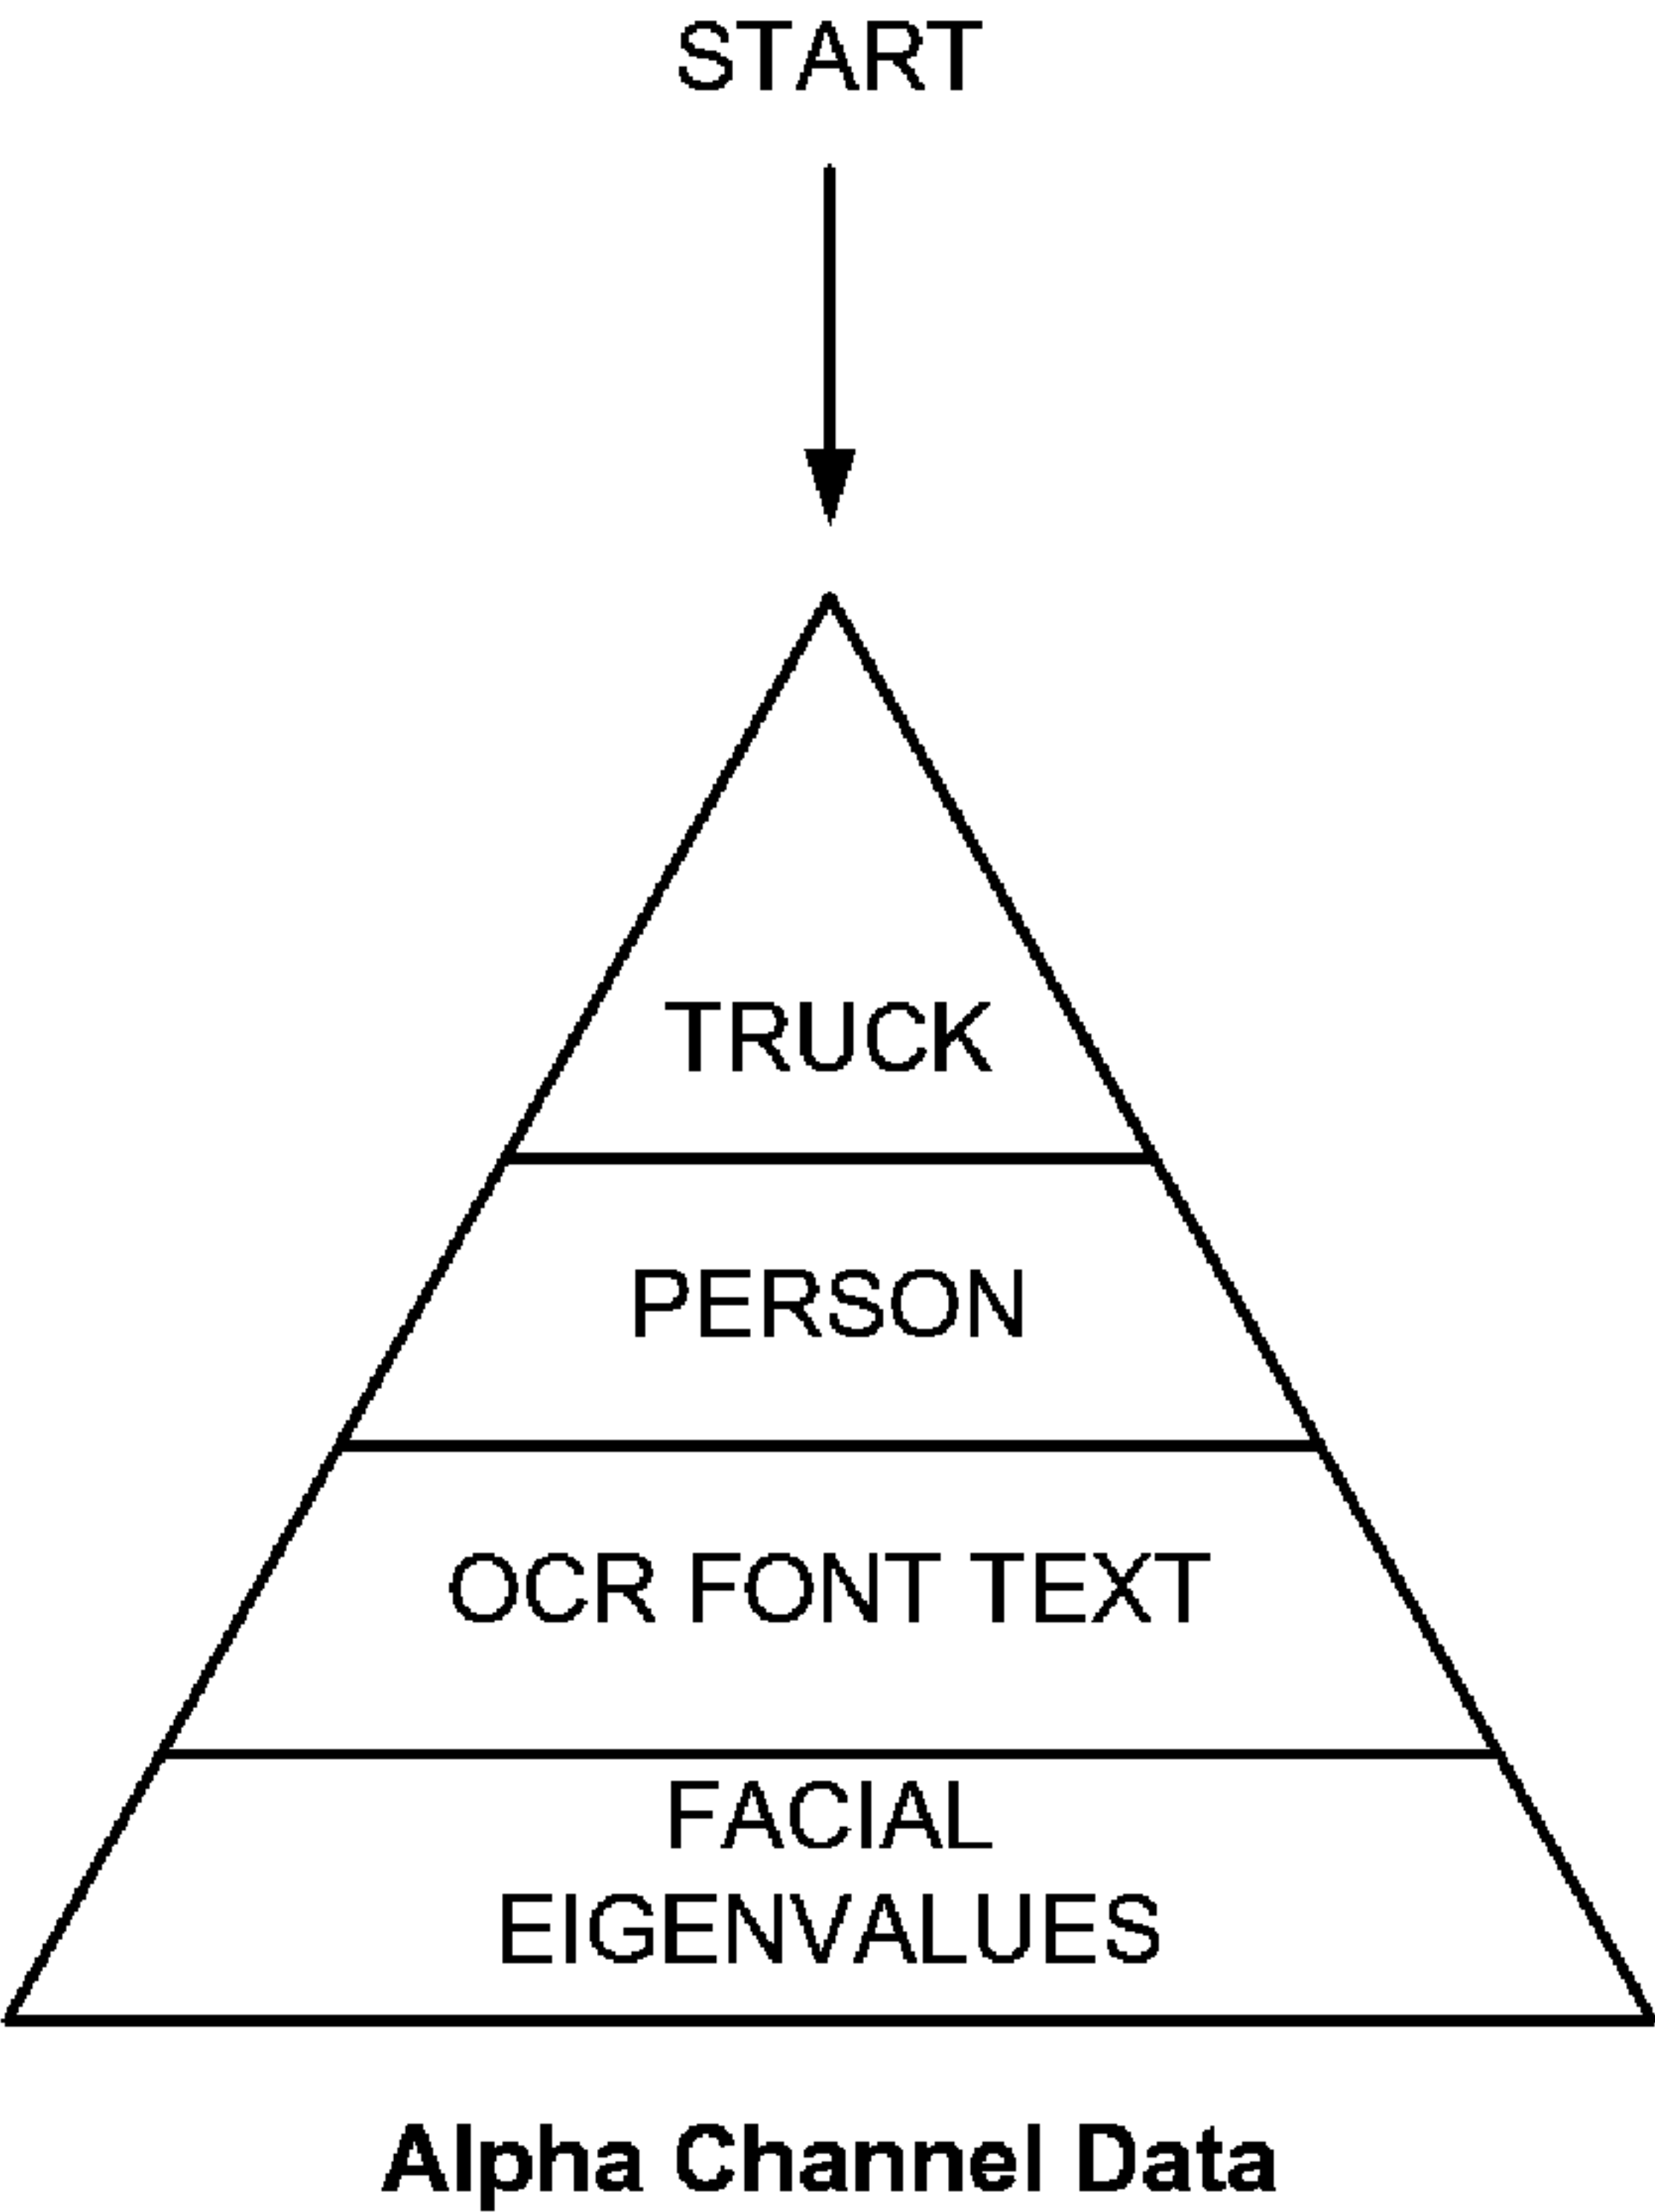 START
TRUCK
PERSON
OCR FONT TEXT
FACIAL
EIGENVALUES
Alpha Channel Data